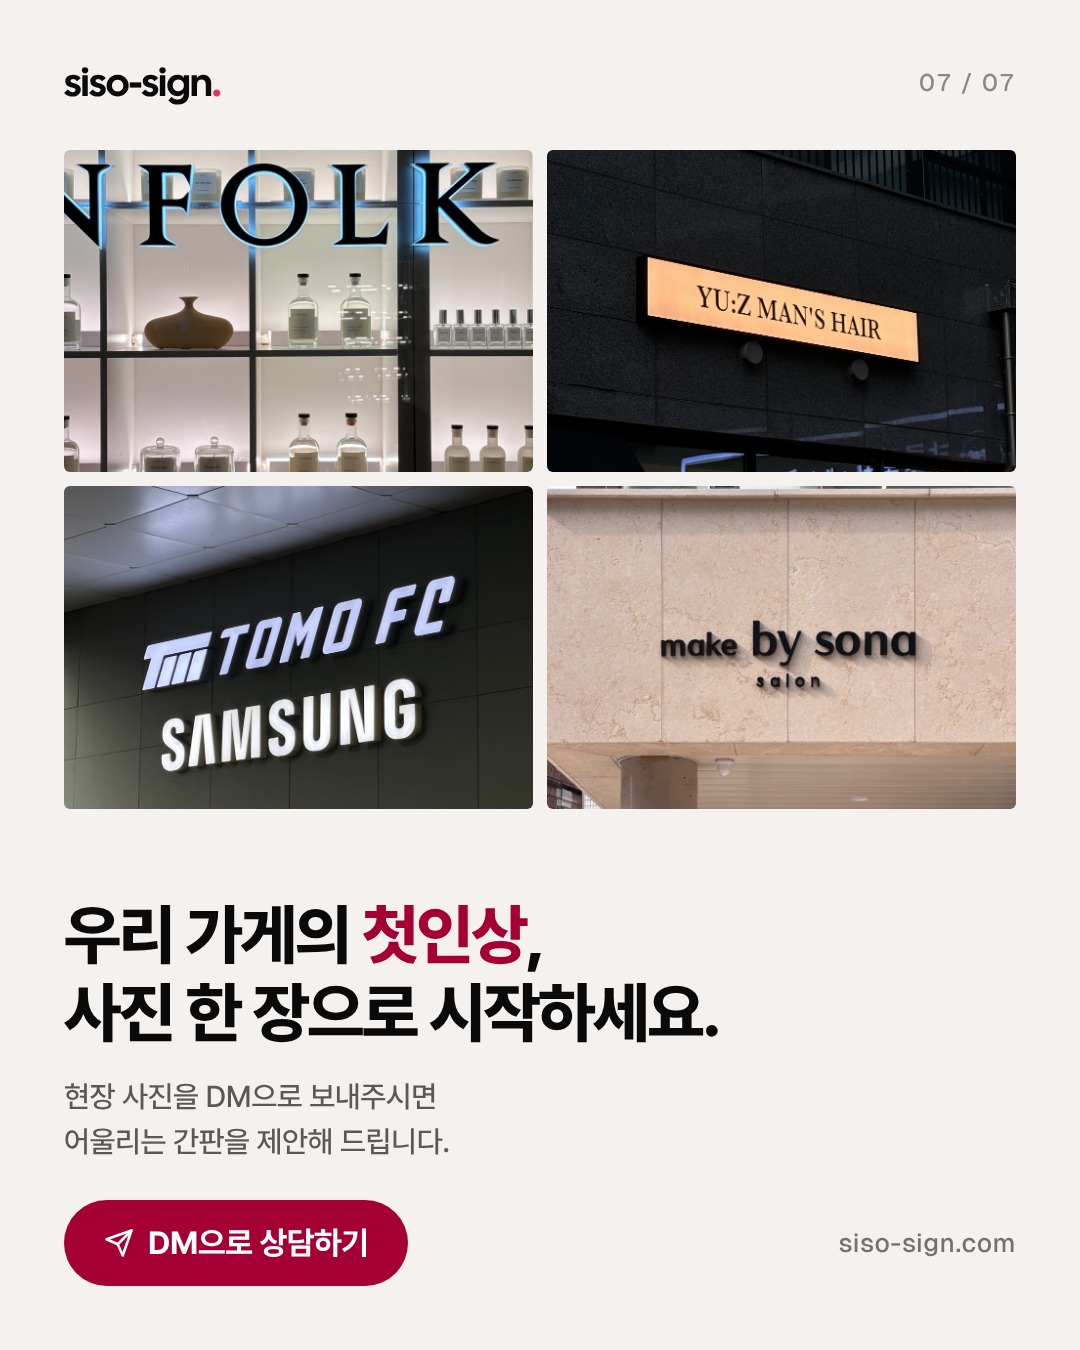 siso-sign.
07 / 07
NFOLK
YU:Z MAN'S HAIR
TOMO FC
SAMSUNG
make by sona
salon
우리 가게의 첫인상,
사진 한 장으로 시작하세요.
현장 사진을 DM으로 보내주시면
어울리는 간판을 제안해 드립니다.
DM으로 상담하기
siso-sign.com